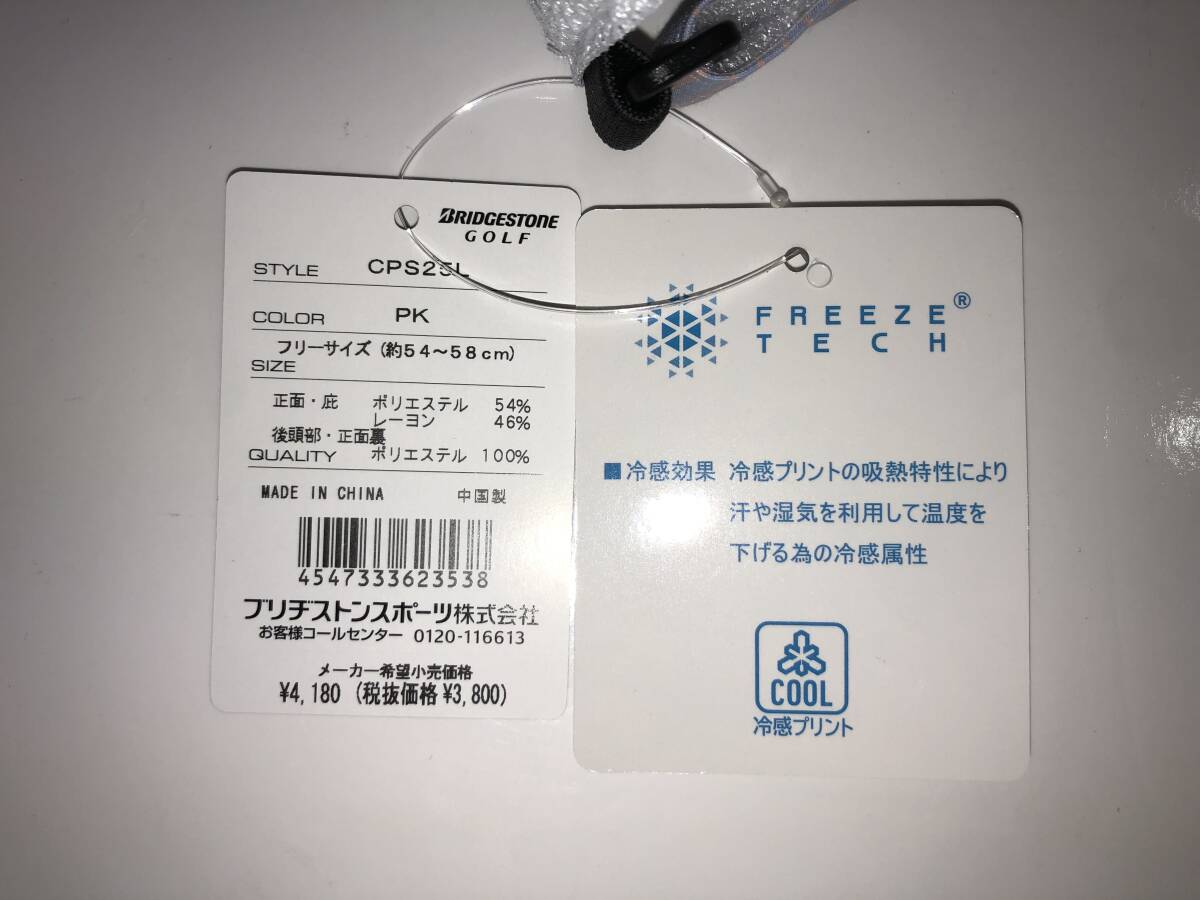 BRIDGESTONE
GOLF
STYLE CPS25L
COLOR PK
フリーサイズ(約54〜58cm)
SIZE
正面・庇 ポリエステル 54%
レーヨン 46%
後頭部・正面裏
QUALITY ポリエステル 100%
MADE IN CHINA 中国製
4547333623538
ブリヂストンスポーツ株式会社
お客様コールセンター 0120-116613
メーカー希望小売価格
¥4,180 (税抜価格¥3,800)
FREEZE®
TECH
■冷感効果 冷感プリントの吸熱特性により
汗や湿気を利用して温度を
下げる為の冷感属性
COOL
冷感プリント